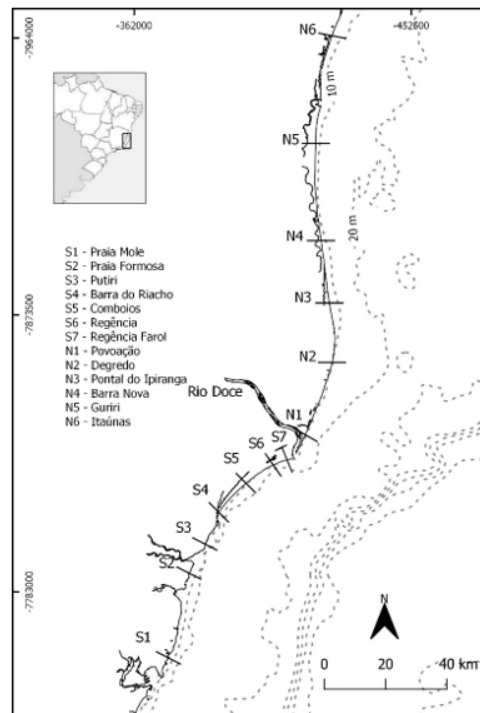 -362000
-452600
-7964000
N6
10 m
N5
20 m
N4
S1 - Praia Mole
S2 - Praia Formosa
S3 - Putiri
S4 - Barra do Riacho
S5 - Comboios
S6 - Regência
S7 - Regência Farol
N1 - Povoação
N2 - Degredo
N3 - Pontal do Ipiranga
N4 - Barra Nova
N5 - Guriri
N6 - Itaúnas
N3
-7873500
N2
Rio Doce
N1
S7
S6
S5
S4
S3
S2
-7783000
N
S1
0 20 40 km